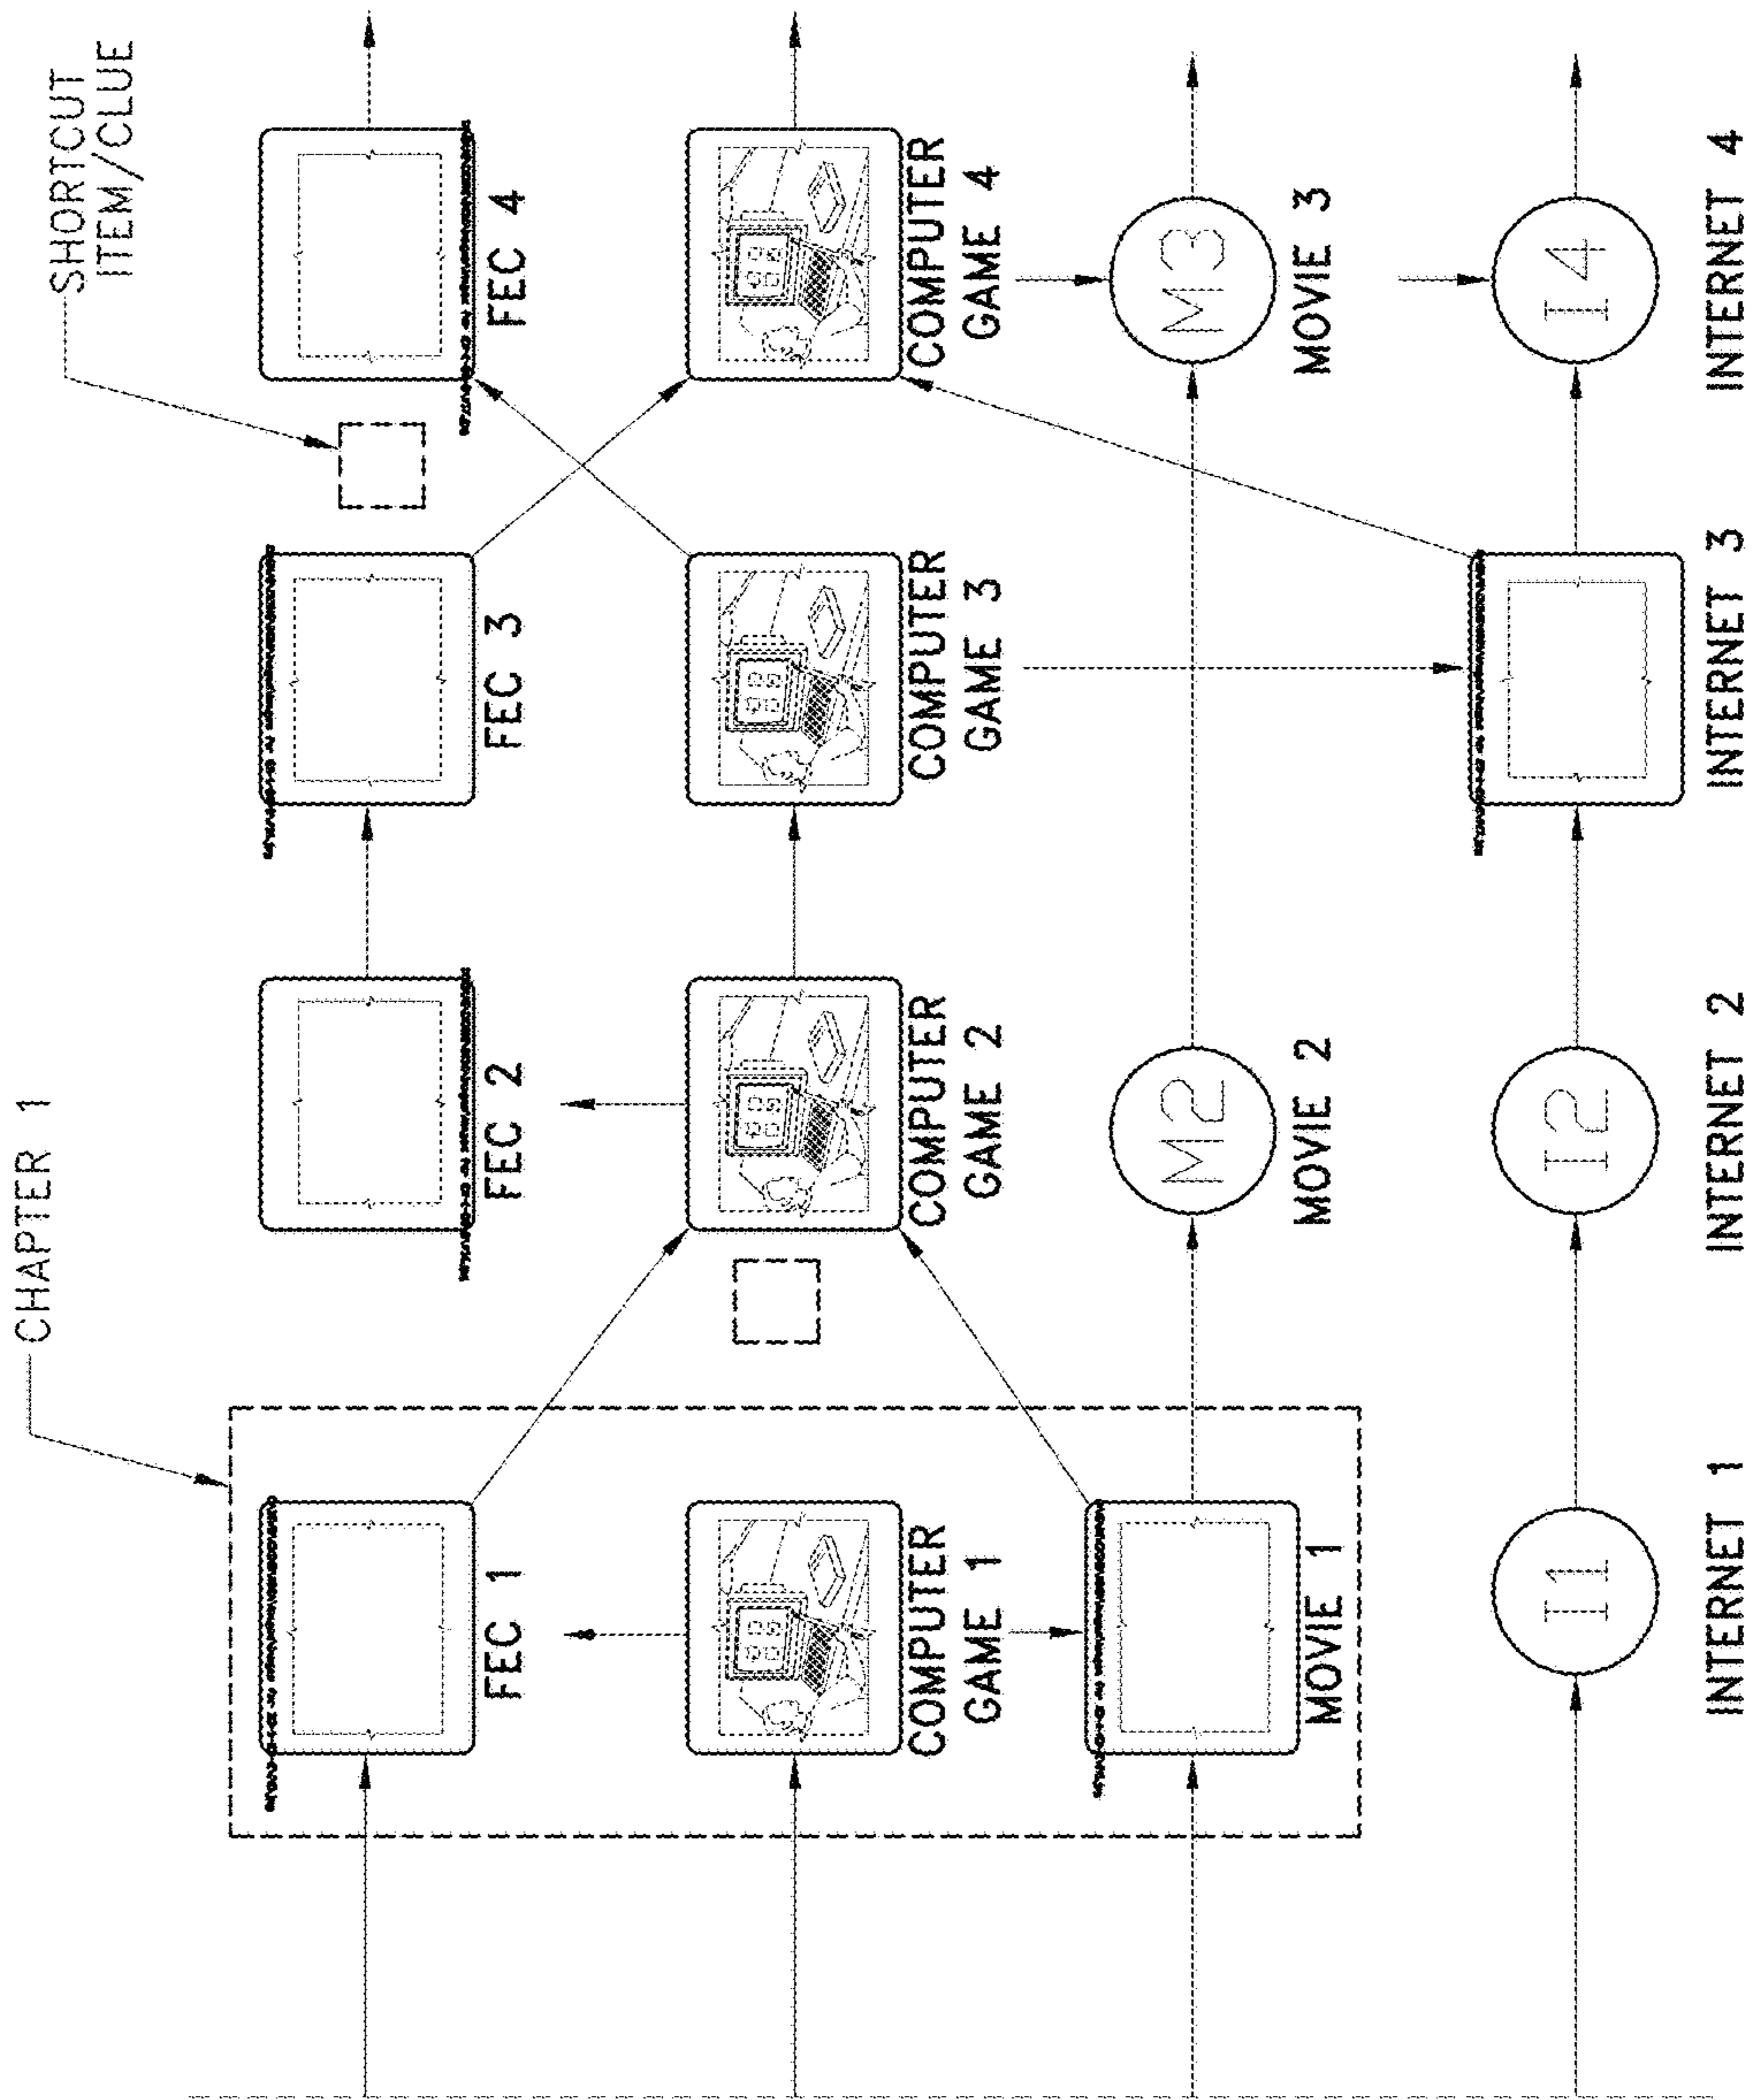 CHAPTER 1
SHORTCUT
ITEM/CLUE
FEC 1
FEC 2
FEC 3
FEC 4
COMPUTER
GAME 1
COMPUTER
GAME 2
COMPUTER
GAME 3
COMPUTER
GAME 4
MOVIE 1
M2
MOVIE 2
M3
MOVIE 3
I1
INTERNET 1
I2
INTERNET 2
INTERNET 3
I4
INTERNET 4